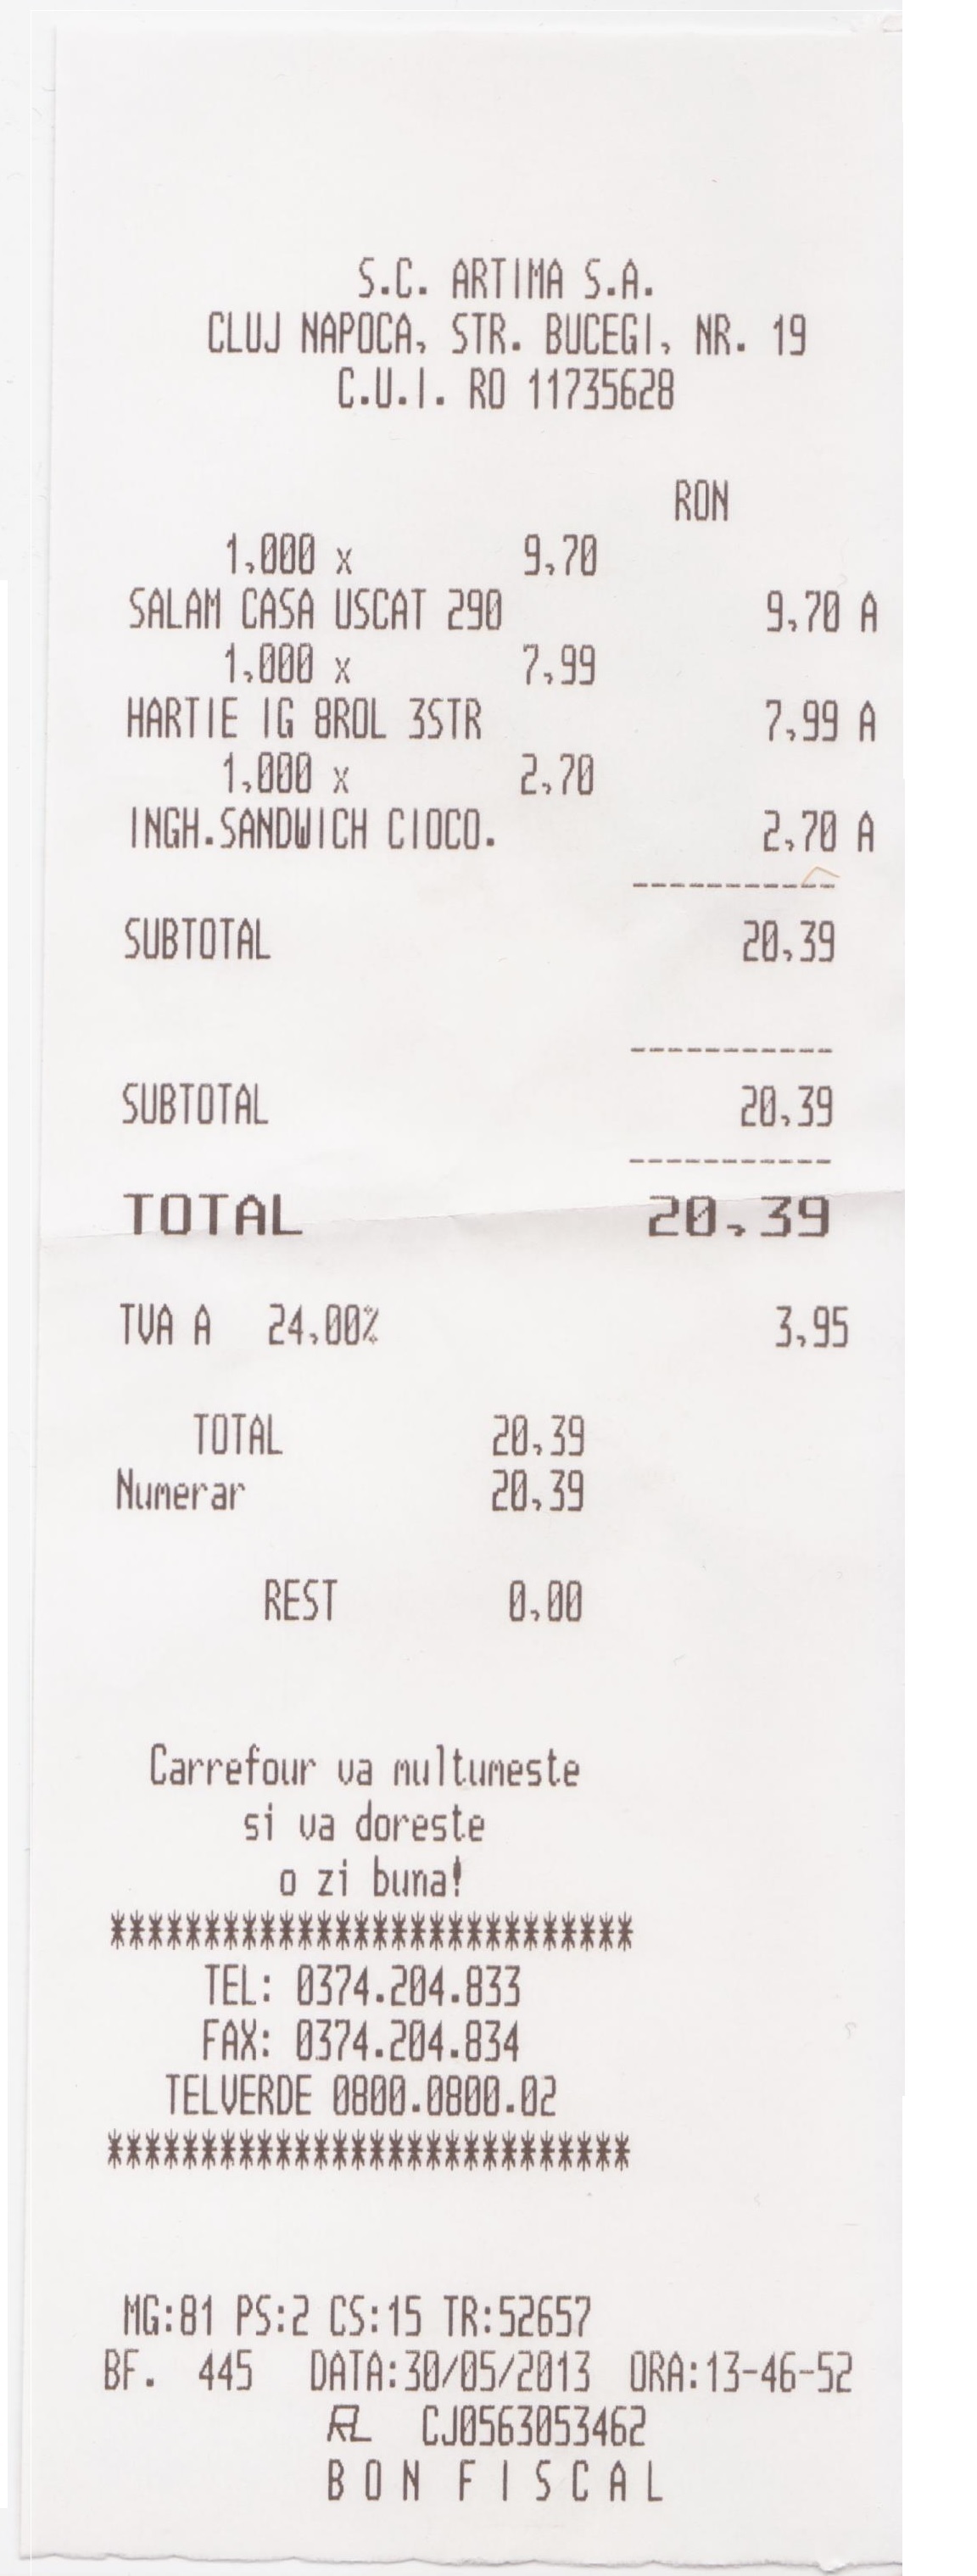 S.C. ARTIMA S.A.
CLUJ NAPOCA, STR. BUCEGI, NR. 19
C.U.I. RO 11735628
RON
1,000 x 9,70
SALAM CASA USCAT 290 9,70 A
1,000 x 7,99
HARTIE IG 8ROL 3STR 7,99 A
1,000 x 2,70
INGH.SANDWICH CIOCO. 2,70 A
-----------
SUBTOTAL 20,39
-----------
SUBTOTAL 20,39
-----------
TOTAL 20,39
TVA A 24,00% 3,95
TOTAL 20,39
Numerar 20,39
REST 0,00
Carrefour va multumeste
si va doreste
o zi buna!
****************************
TEL: 0374.204.833
FAX: 0374.204.834
TELVERDE 0800.0800.02
****************************
MG:81 PS:2 CS:15 TR:52657
BF. 445 DATA:30/05/2013 ORA:13-46-52
CJ0563053462
BON FISCAL